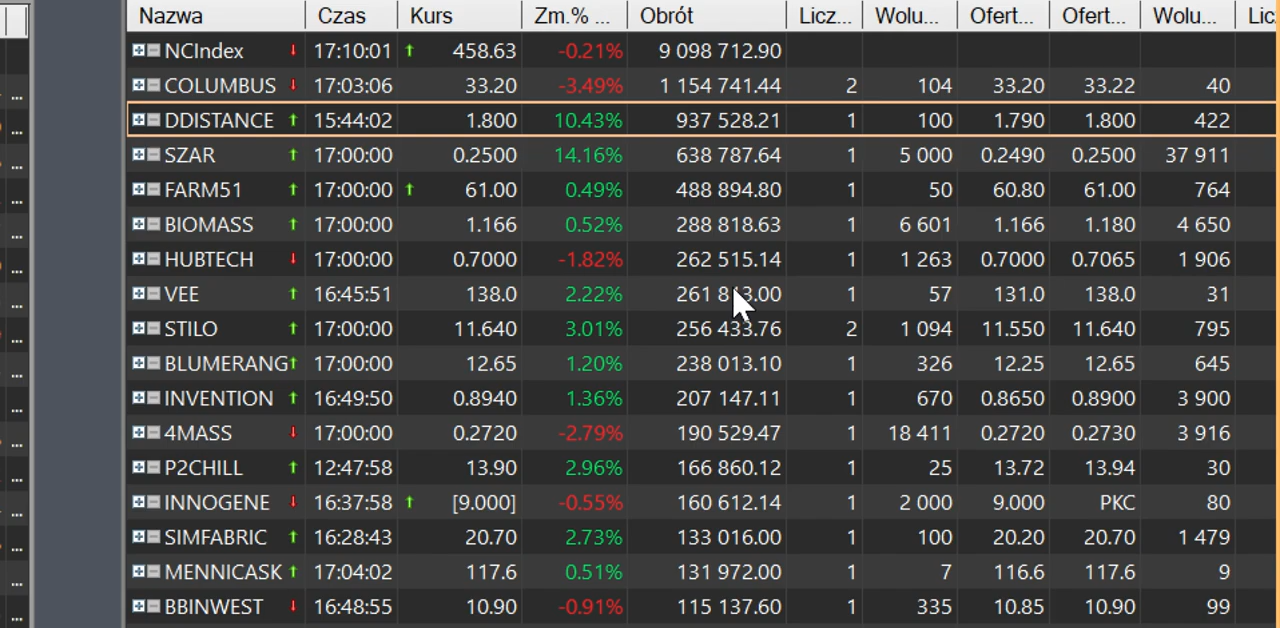 Nazwa Czas Kurs Zm.% ... Obrót Licz... Wolu... Ofert... Ofert... Wolu... Lic
NCIndex 17:10:01 458.63 -0.21% 9 098 712.90
COLUMBUS 17:03:06 33.20 -3.49% 1 154 741.44 2 104 33.20 33.22 40
DDISTANCE 15:44:02 1.800 10.43% 937 528.21 1 100 1.790 1.800 422
SZAR 17:00:00 0.2500 14.16% 638 787.64 1 5 000 0.2490 0.2500 37 911
FARM51 17:00:00 61.00 0.49% 488 894.80 1 50 60.80 61.00 764
BIOMASS 17:00:00 1.166 0.52% 288 818.63 1 6 601 1.166 1.180 4 650
HUBTECH 17:00:00 0.7000 -1.82% 262 515.14 1 1 263 0.7000 0.7065 1 906
VEE 16:45:51 138.0 2.22% 1 57 131.0 138.0 31
STILO 17:00:00 11.640 3.01% 256 433.76 2 1 094 11.550 11.640 795
BLUMERANG 17:00:00 12.65 1.20% 238 013.10 1 326 12.25 12.65 645
INVENTION 16:49:50 0.8940 1.36% 207 147.11 1 670 0.8650 0.8900 3 900
4MASS 17:00:00 0.2720 -2.79% 190 529.47 1 18 411 0.2720 0.2730 3 916
P2CHILL 12:47:58 13.90 2.96% 166 860.12 1 25 13.72 13.94 30
INNOGENE 16:37:58 [9.000] -0.55% 160 612.14 1 2 000 9.000 PKC 80
SIMFABRIC 16:28:43 20.70 2.73% 133 016.00 1 100 20.20 20.70 1 479
MENNICASK 17:04:02 117.6 0.51% 131 972.00 1 7 116.6 117.6 9
BBINWEST 16:48:55 10.90 -0.91% 115 137.60 1 335 10.85 10.90 99